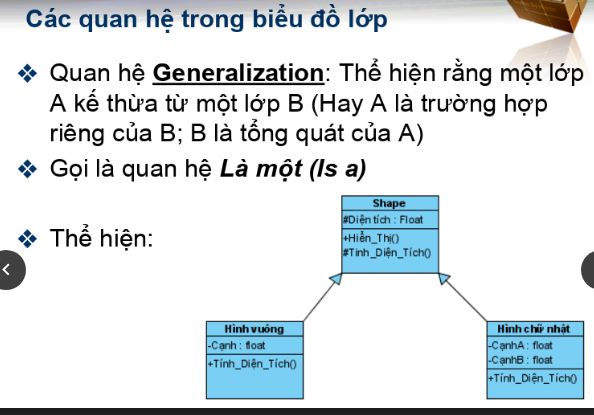 Các quan hệ trong biểu đồ lớp
Quan hệ Generalization: Thể hiện rằng một lớp
A kế thừa từ một lớp B (Hay A là trường hợp
riêng của B; B là tổng quát của A)
Gọi là quan hệ Là một (Is a)
Thể hiện:
Shape
#Diện tích : Float
+Hiển_Thị()
#Tính_Diện_Tích()
Hình vuông
-Cạnh : float
+Tính_Diện_Tích()
Hình chữ nhật
-CạnhA : float
-CạnhB : float
+Tính_Diện_Tích()